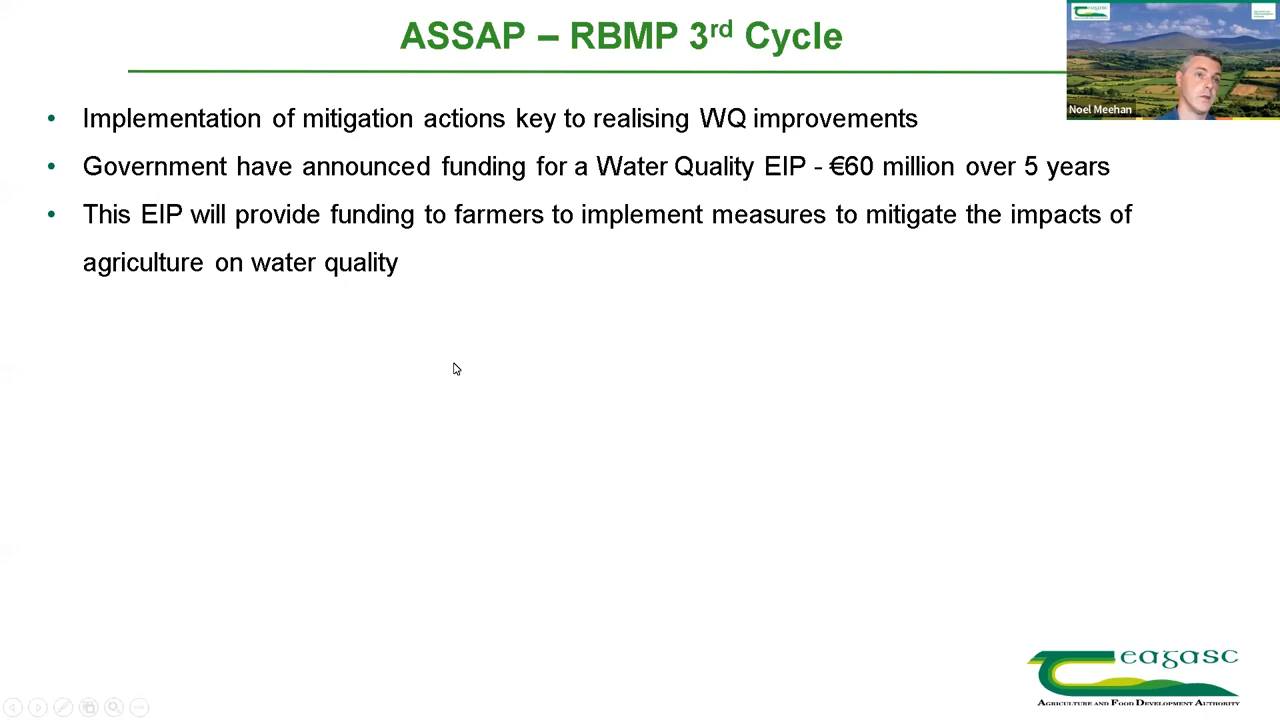 ASSAP – RBMP 3rd Cycle
Noel Meehan
• Implementation of mitigation actions key to realising WQ improvements
• Government have announced funding for a Water Quality EIP - €60 million over 5 years
• This EIP will provide funding to farmers to implement measures to mitigate the impacts of
agriculture on water quality
eagasc
Agriculture and Food Development Authority